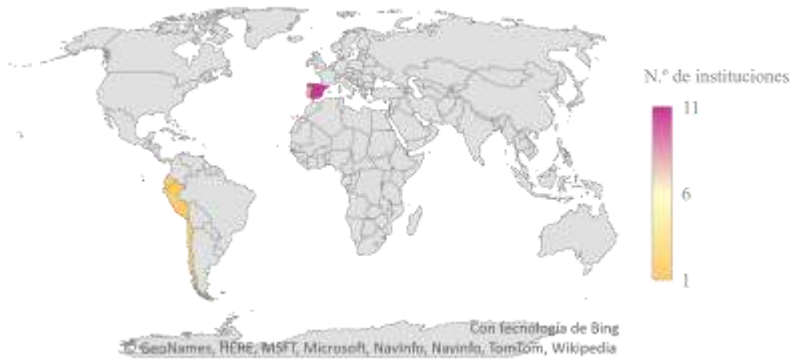 N.º de instituciones
11
6
1
Con tecnología de Bing
© GeoNames, HERE, MSFT, Microsoft, NavInfo, Navinfo, TomTom, Wikipedia